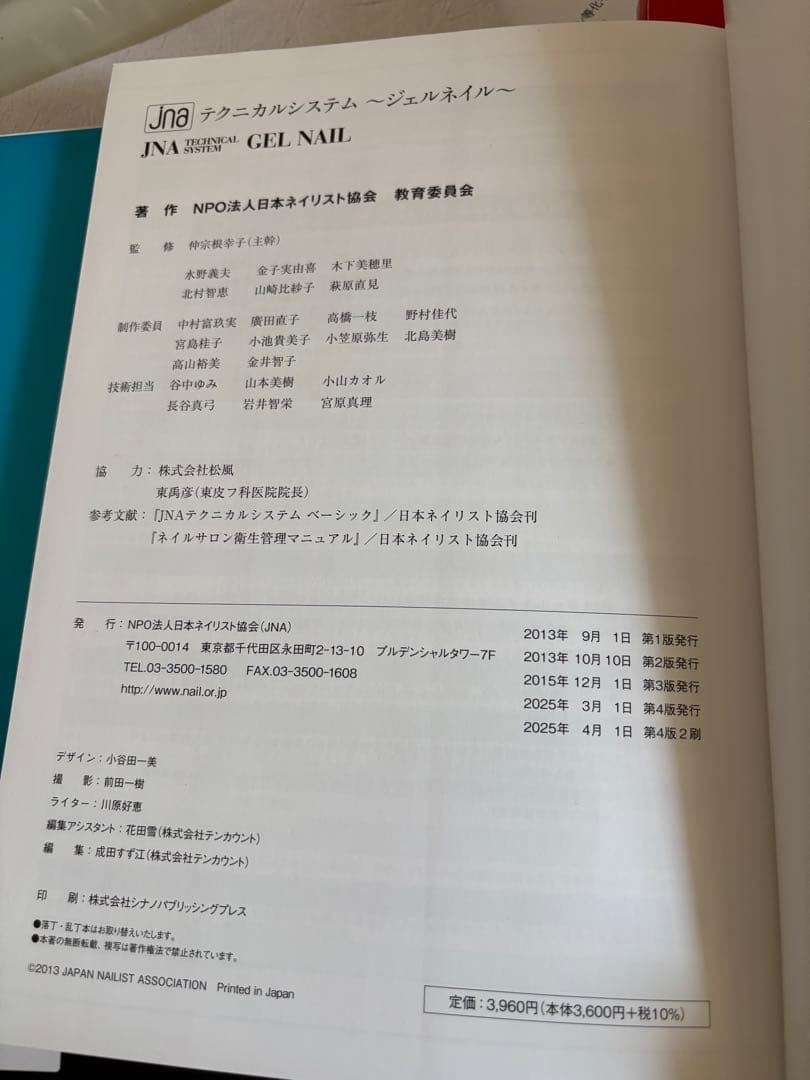 等化
jna テクニカルシステム ～ジェルネイル～
JNA TECHNICAL SYSTEM GEL NAIL
著 作 NPO法人日本ネイリスト協会 教育委員会
監 修 仲宗根幸子(主幹)
水野義夫 金子実由喜 木下美穂里
北村智恵 山崎比紗子 萩原直見
制作委員 中村富玖実 廣田直子 高橋一枝 野村佳代
宮島桂子 小池貴美子 小笠原弥生 北島美樹
高山裕美 金井智子
技術担当 谷中ゆみ 山本美樹 小山カオル
長谷真弓 岩井智栄 宮原真理
協 力：株式会社松風
東禹彦(東皮フ科医院院長)
参考文献：『JNAテクニカルシステム ベーシック』／日本ネイリスト協会刊
『ネイルサロン衛生管理マニュアル』／日本ネイリスト協会刊
発 行：NPO法人日本ネイリスト協会(JNA)
〒100-0014 東京都千代田区永田町2-13-10 プルデンシャルタワー7F
TEL.03-3500-1580 FAX.03-3500-1608
http://www.nail.or.jp
2013年 9月 1日 第1版発行
2013年 10月 10日 第2版発行
2015年 12月 1日 第3版発行
2025年 3月 1日 第4版発行
2025年 4月 1日 第4版2刷
デザイン：小谷田一美
撮 影：前田一樹
ライター：川原好恵
編集アシスタント：花田雪(株式会社テンカウント)
編 集：成田すず江(株式会社テンカウント)
印 刷：株式会社シナノパブリッシングプレス
●落丁・乱丁本はお取り替えいたします。
●本著の無断転載、複写は著作権法で禁止されています。
©2013 JAPAN NAILIST ASSOCIATION Printed in Japan
定価：3,960円(本体3,600円+税10%)